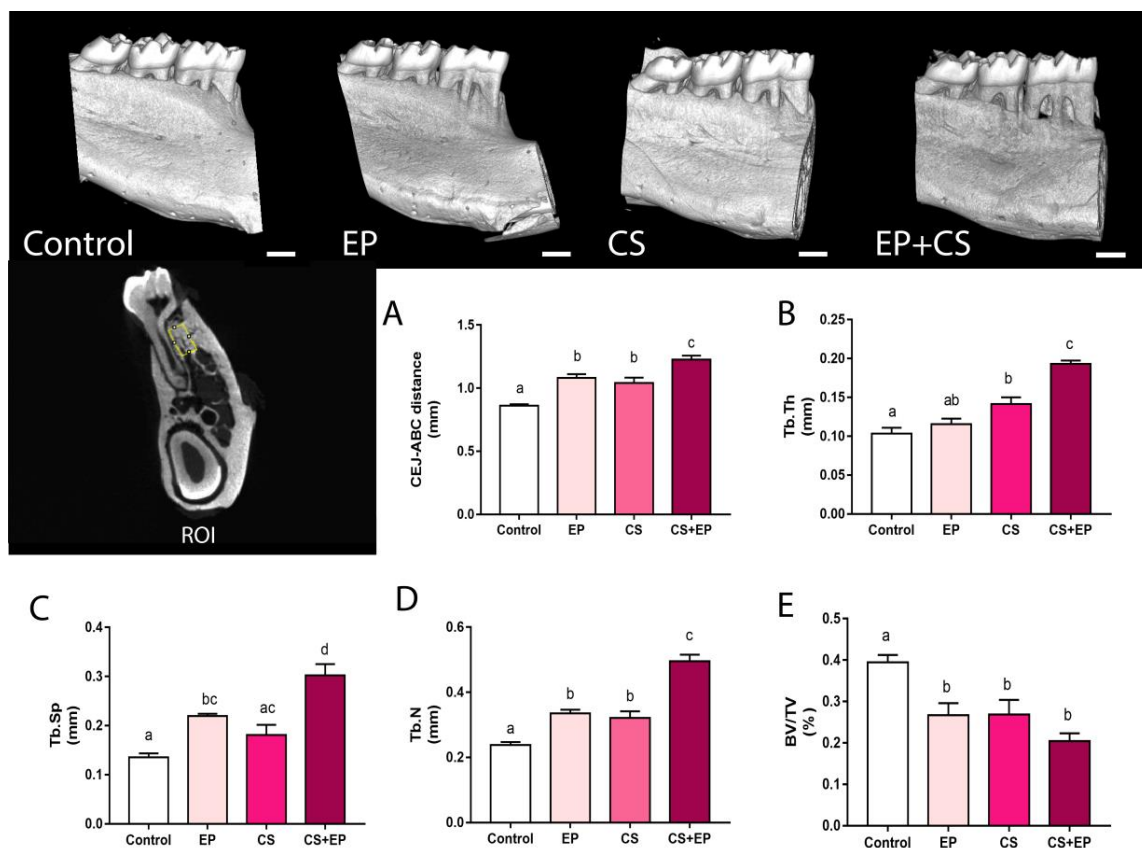 Control
EP
CS
EP+CS
ROI
A
CEJ-ABC distance
(mm)
1.5
1.0
0.5
0.0
a
b
b
c
Control
EP
CS
CS+EP
B
Tb.Th
(mm)
0.25
0.20
0.15
0.10
0.05
0.00
a
ab
b
c
Control
EP
CS
CS+EP
C
Tb.Sp
(mm)
0.4
0.3
0.2
0.1
0.0
a
bc
ac
d
Control
EP
CS
CS+EP
D
Tb.N
(mm)
0.6
0.4
0.2
0.0
a
b
b
c
Control
EP
CS
CS+EP
E
BV/TV
(%)
0.5
0.4
0.3
0.2
0.1
0.0
a
b
b
b
Control
EP
CS
CS+EP